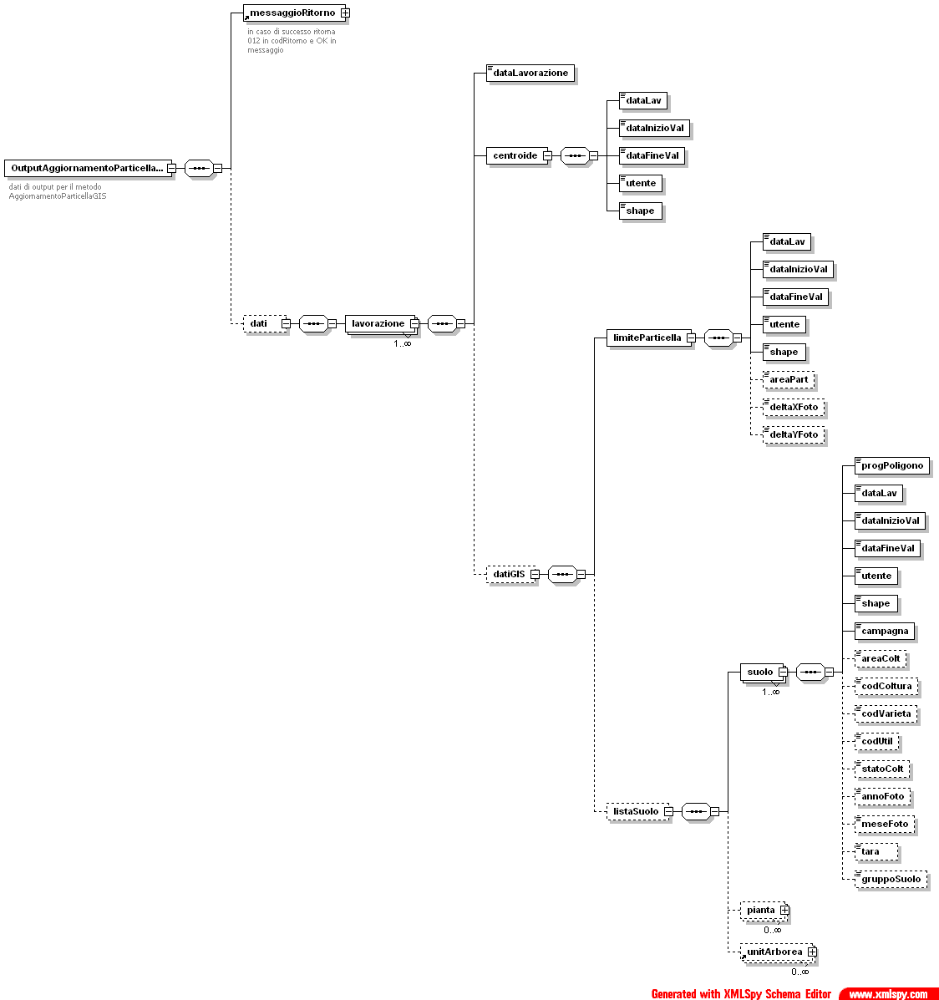 messaggioRitorno
in caso di successo ritorna
012 in codRitorno e OK in
messaggio
dataLavorazione
dataLav
dataInizioVal
centroide
dataFineVal
OutputAggiornamentoParticella...
utente
dati di output per il metodo
AggiornamentoParticellaGIS
shape
dataLav
dataInizioVal
dataFineVal
dati
lavorazione
utente
1..∞
limiteParticella
shape
areaPart
deltaXFoto
deltaYFoto
progPoligono
dataLav
dataInizioVal
dataFineVal
datiGIS
utente
shape
campagna
areaColt
suolo
1..∞
codColtura
codVarieta
codUtil
statoColt
annoFoto
listaSuolo
meseFoto
tara
gruppoSuolo
pianta
0..∞
unitArborea
0..∞
Generated with XMLSpy Schema Editor www.xmlspy.com